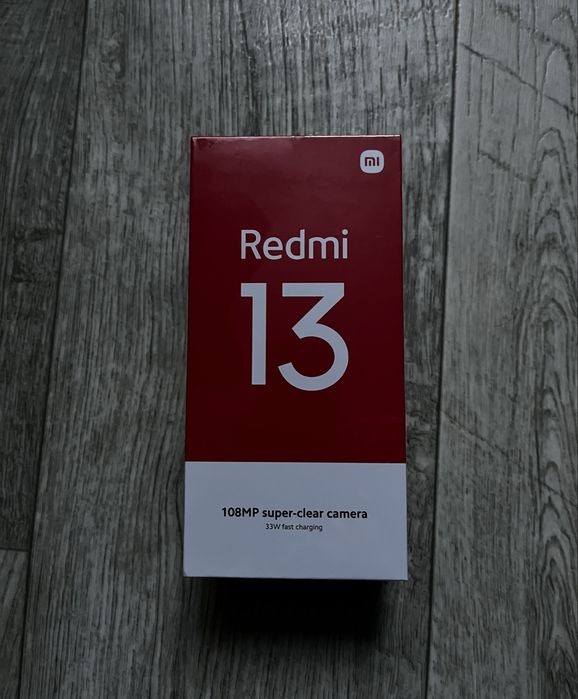 mi
Redmi
13
108MP super-clear camera
33W fast charging